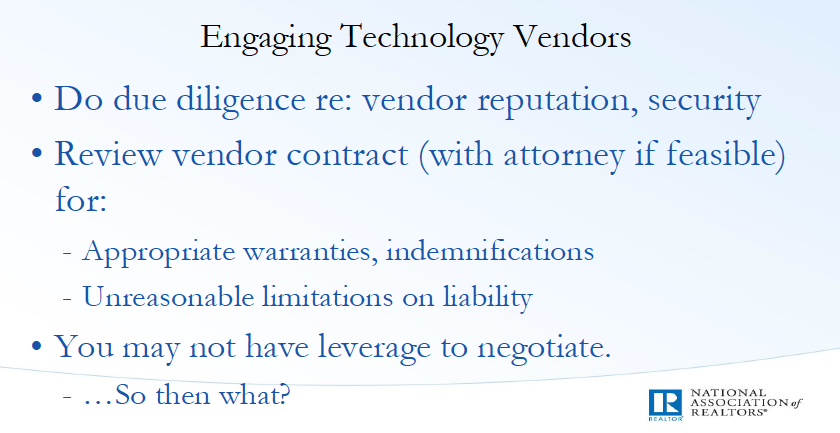 Engaging Technology Vendors
• Do due diligence re: vendor reputation, security
• Review vendor contract (with attorney if feasible)
for:
- Appropriate warranties, indemnifications
- Unreasonable limitations on liability
• You may not have leverage to negotiate.
- …So then what?
R
REALTOR®
NATIONAL
ASSOCIATION of
REALTORS®